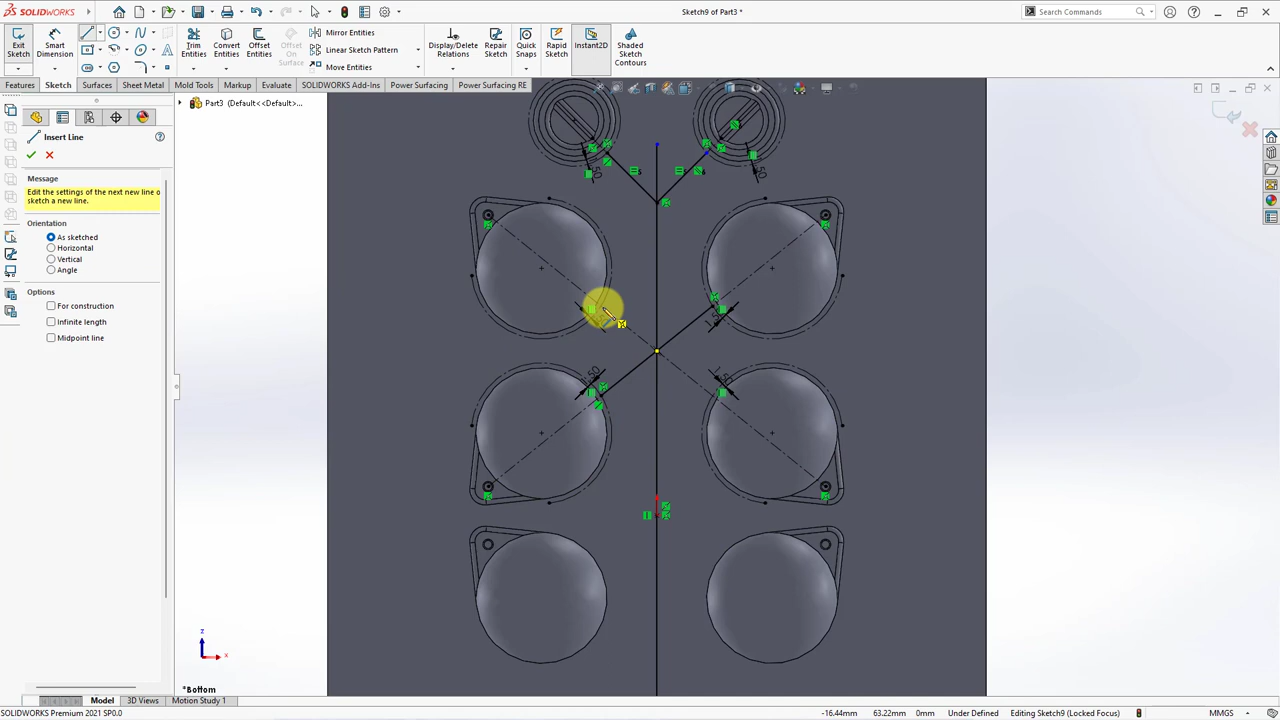 SOLIDWORKS
Sketch9 of Part3 *
Search Commands
Exit Sketch
Smart Dimension
Trim Entities
Convert Entities
Offset Entities
Offset On Surface
Mirror Entities
Linear Sketch Pattern
Move Entities
Display/Delete Relations
Repair Sketch
Quick Snaps
Rapid Sketch
Instant2D
Shaded Sketch Contours
Features
Sketch
Surfaces
Sheet Metal
Mold Tools
Markup
Evaluate
SOLIDWORKS Add-Ins
Power Surfacing
Power Surfacing RE
Part3 (Default<<Default>...
Insert Line
Message
Edit the settings of the next new line o
sketch a new line.
Orientation
As sketched
Horizontal
Vertical
Angle
Options
For construction
Infinite length
Midpoint line
z
x
*Bottom
Model
3D Views
Motion Study 1
SOLIDWORKS Premium 2021 SP0.0
-16.44mm
63.22mm
0mm
Under Defined
Editing Sketch9 (Locked Focus)
MMGS